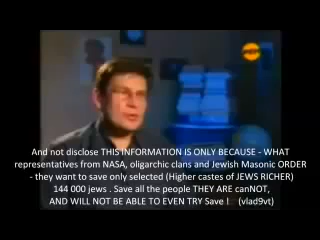 And not disclose THIS INFORMATION IS ONLY BECAUSE - WHAT
representatives from NASA, oligarchic clans and Jewish Masonic ORDER
- they want to save only selected (Higher castes of JEWS RICHER)
144 000 jews . Save all the people THEY ARE canNOT,
AND WILL NOT BE ABLE TO EVEN TRY Save ! (vlad9vt)